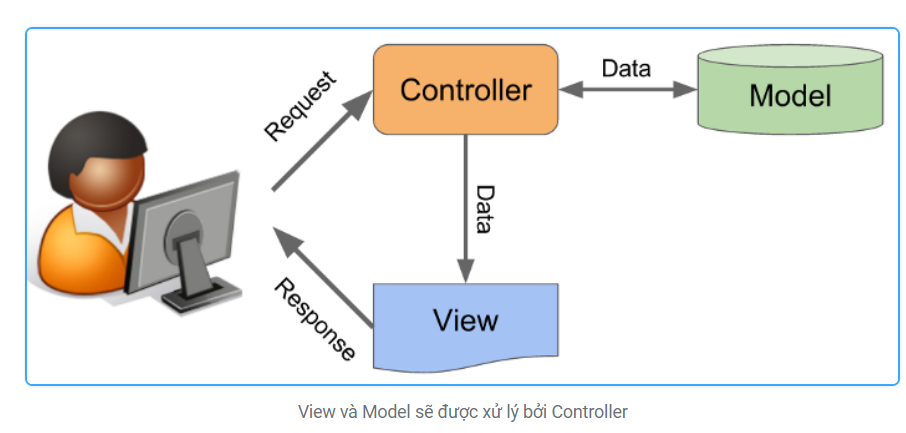 Request
Controller
Data
Model
Data
Response
View
View và Model sẽ được xử lý bởi Controller